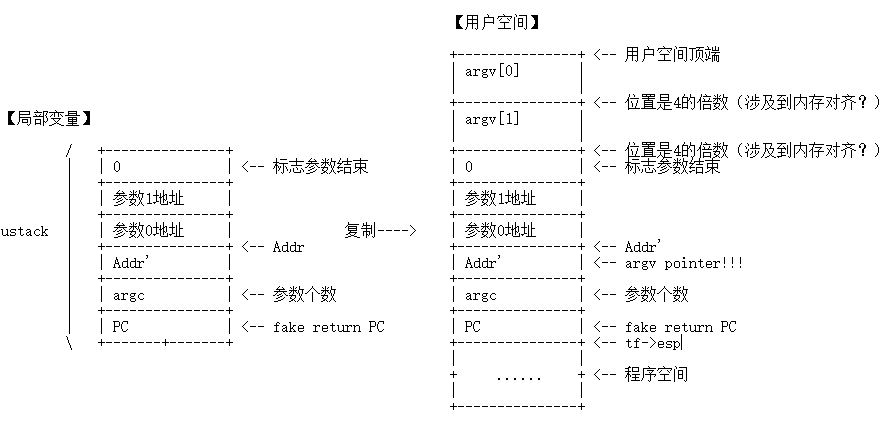 【用户空间】
<-- 用户空间顶端
argv[0]
<-- 位置是4的倍数（涉及到内存对齐？）
【局部变量】
argv[1]
<-- 位置是4的倍数（涉及到内存对齐？）
0 <-- 标志参数结束 0 <-- 标志参数结束
参数1地址 参数1地址
ustack 参数0地址 复制----> 参数0地址
<-- Addr <-- Addr'
Addr' Addr' <-- argv pointer!!!
argc <-- 参数个数 argc <-- 参数个数
PC <-- fake return PC PC <-- fake return PC
<-- tf->esp
...... <-- 程序空间